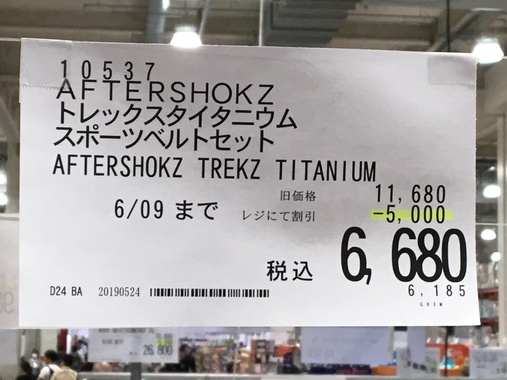 10537
AFTERSHOKZ
トレックスタイタニウム
スポーツベルトセット
AFTERSHOKZ TREKZ TITANIUM
旧価格 11,680
6/09 まで レジにて割引 -5,000
税込 6,680
6,185
D24 BA 20190524
26,800